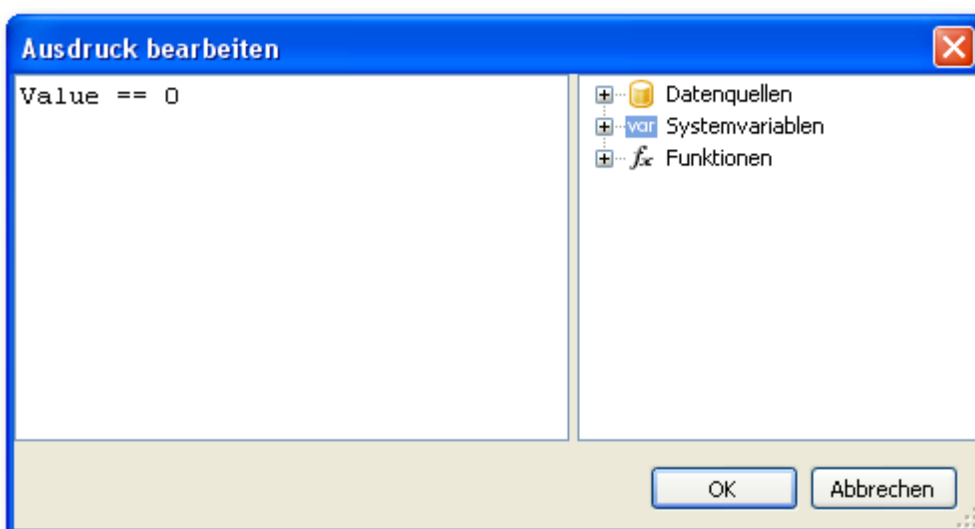 Ausdruck bearbeiten
Value == 0
Datenquellen
var Systemvariablen
fx Funktionen
OK
Abbrechen